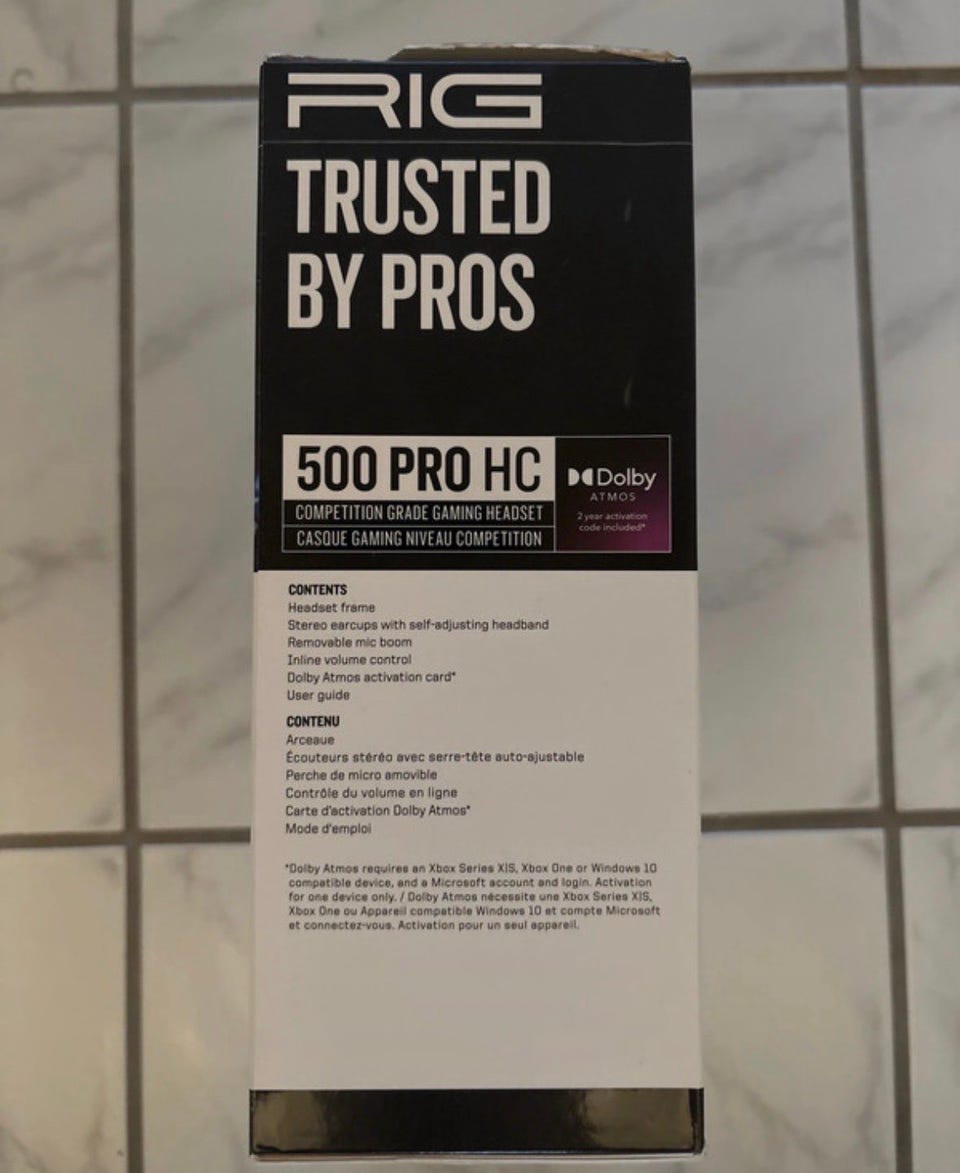 RIG
TRUSTED
BY PROS
500 PRO HC
COMPETITION GRADE GAMING HEADSET
CASQUE GAMING NIVEAU COMPETITION
Dolby
ATMOS
2 year activation
code included*
CONTENTS
Headset frame
Stereo earcups with self-adjusting headband
Removable mic boom
Inline volume control
Dolby Atmos activation card*
User guide
CONTENU
Arceaue
Écouteurs stéréo avec serre-tête auto-ajustable
Perche de micro amovible
Contrôle du volume en ligne
Carte d'activation Dolby Atmos*
Mode d'emploi
*Dolby Atmos requires an Xbox Series X|S, Xbox One or Windows 10
compatible device, and a Microsoft account and login. Activation
for one device only. / Dolby Atmos nécessite une Xbox Series X|S,
Xbox One ou Appareil compatible Windows 10 et compte Microsoft
et connectez-vous. Activation pour un seul appareil.